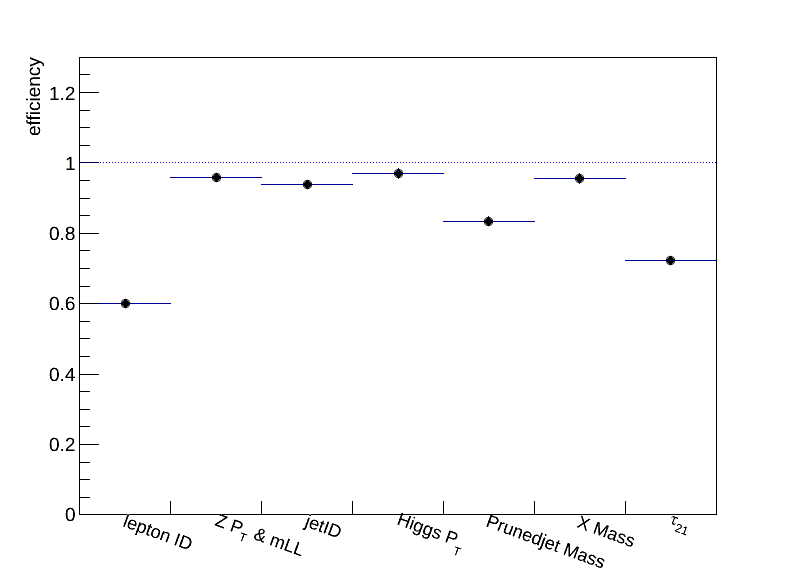 efficiency
1.2
1
0.8
0.6
0.4
0.2
0
lepton ID
Z P_T & mLL
jetID
Higgs P_T
Prunedjet Mass
X Mass
τ_21